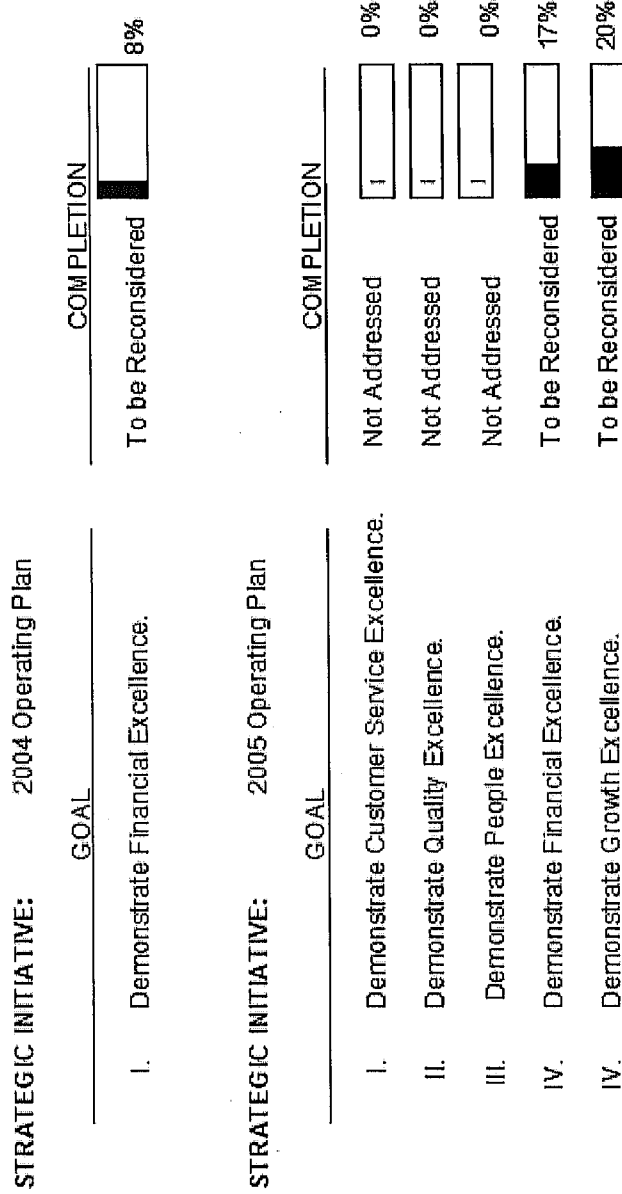 STRATEGIC INITIATIVE: 2004 Operating Plan
GOAL COMPLETION
I. Demonstrate Financial Excellence. To be Reconsidered 8%
STRATEGIC INITIATIVE: 2005 Operating Plan
GOAL COMPLETION
I. Demonstrate Customer Service Excellence. Not Addressed 0%
II. Demonstrate Quality Excellence. Not Addressed 0%
III. Demonstrate People Excellence. Not Addressed 0%
IV. Demonstrate Financial Excellence. To be Reconsidered 17%
IV. Demonstrate Growth Excellence. To be Reconsidered 20%